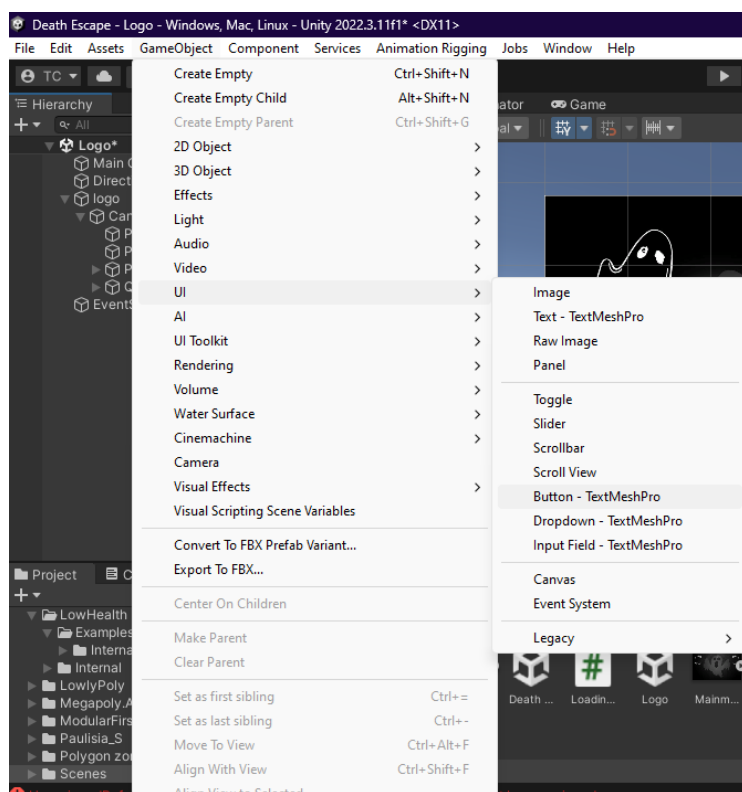 Death Escape - Logo - Windows, Mac, Linux - Unity 2022.3.11f1* <DX11>
File Edit Assets GameObject Component Services Animation Rigging Jobs Window Help
TC
Hierarchy
All
Logo*
Main
Direct
logo
Can
EventS
Create Empty Ctrl+Shift+N
Create Empty Child Alt+Shift+N
Create Empty Parent Ctrl+Shift+G
2D Object
3D Object
Effects
Light
Audio
Video
UI
AI
UI Toolkit
Rendering
Volume
Water Surface
Cinemachine
Camera
Visual Effects
Visual Scripting Scene Variables
Convert To FBX Prefab Variant...
Export To FBX...
Center On Children
Make Parent
Clear Parent
Set as first sibling Ctrl+=
Set as last sibling Ctrl+-
Move To View Ctrl+Alt+F
Align With View Ctrl+Shift+F
Align View to Selected
ator Game
al
Image
Text - TextMeshPro
Raw Image
Panel
Toggle
Slider
Scrollbar
Scroll View
Button - TextMeshPro
Dropdown - TextMeshPro
Input Field - TextMeshPro
Canvas
Event System
Legacy
Project C
LowHealth
Examples
Interna
Internal
LowlyPoly
Megapoly.A
ModularFirs
Paulisia_S
Polygon zo
Scenes
Death ... Loadin... Logo Mainm...